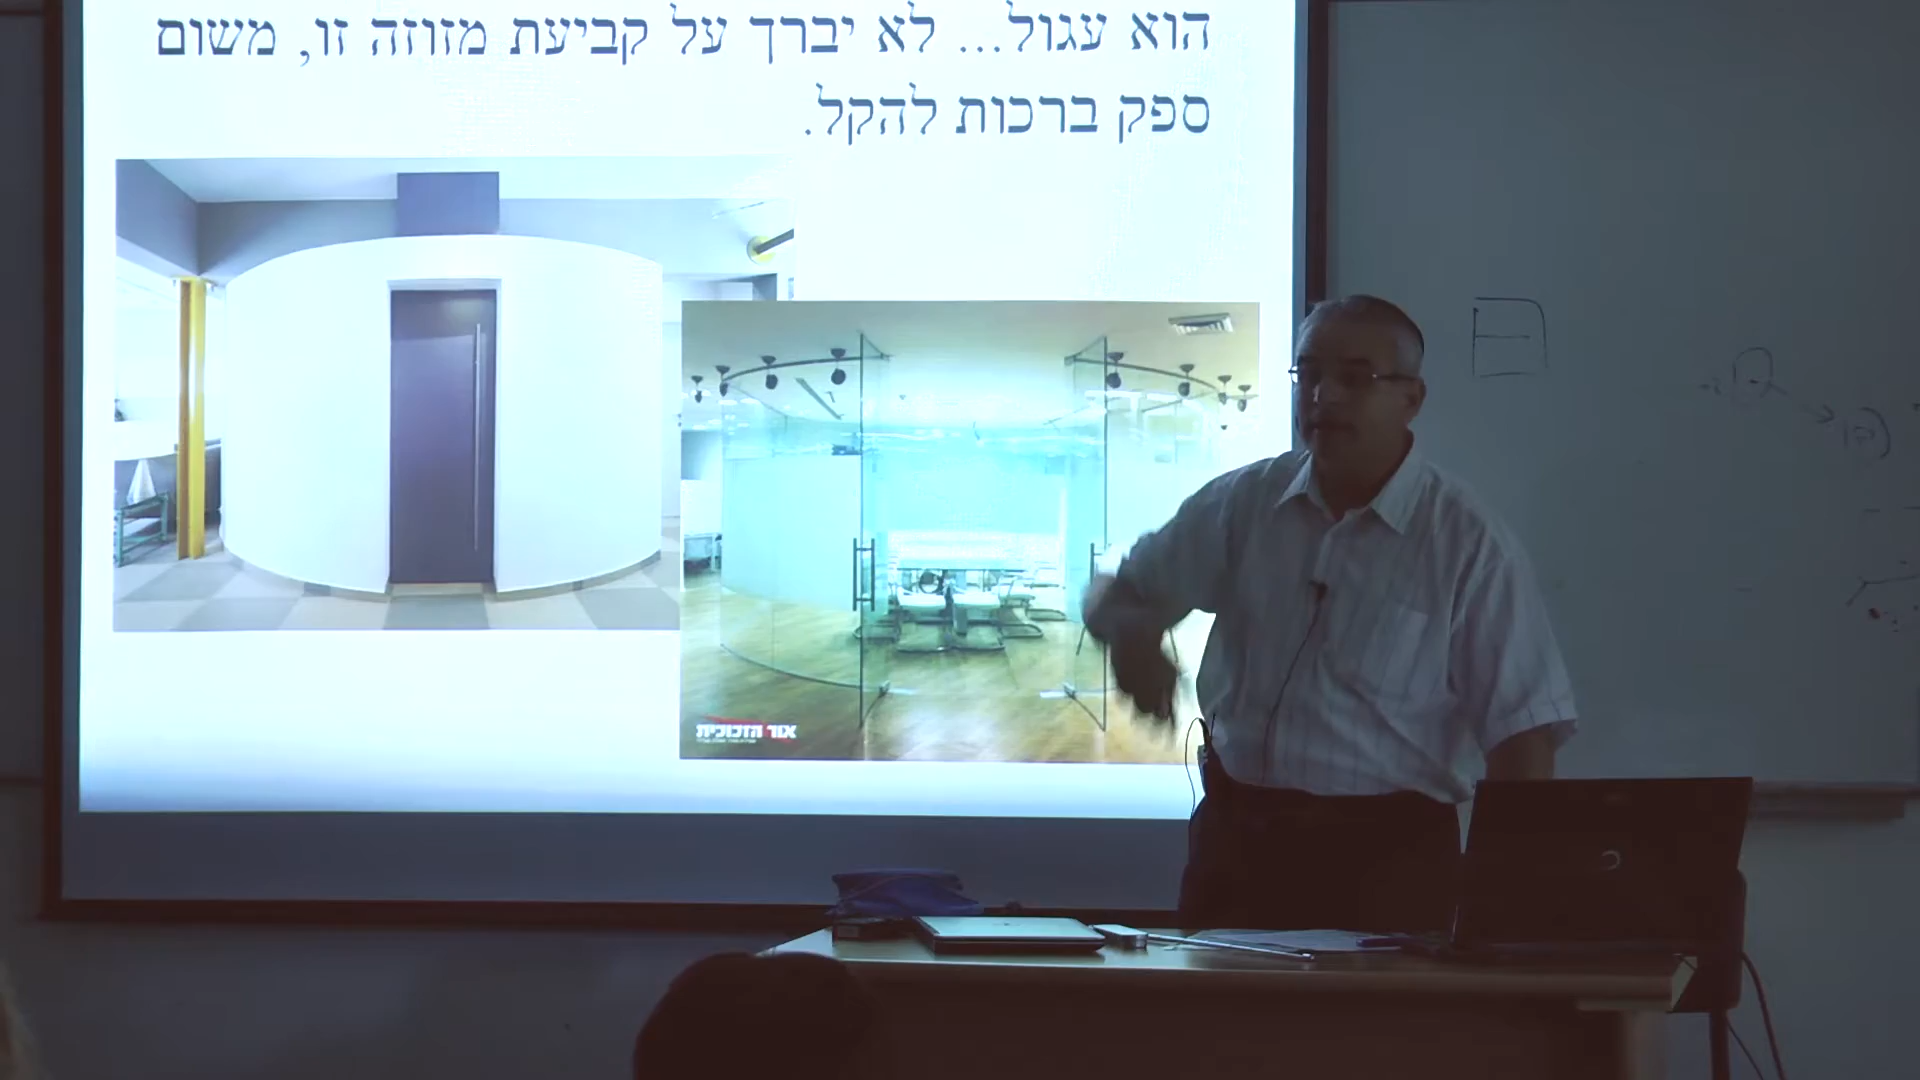 הוא עגול... לא יברך על קביעת מזוזה זו, משום
ספק ברכות להקל.
אור הזכוכית